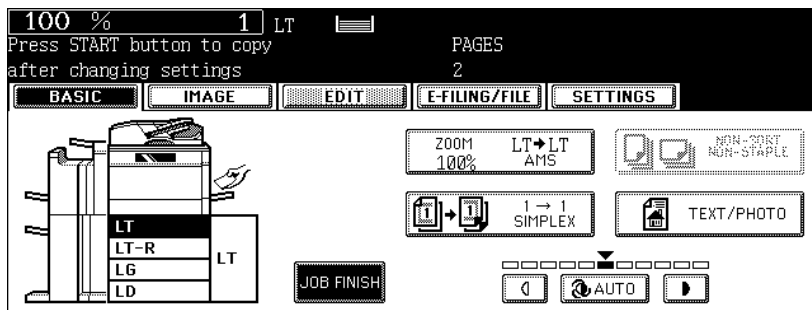 100 % 1 LT
Press START button to copy PAGES
after changing settings 2
BASIC IMAGE EDIT E-FILING/FILE SETTINGS
ZOOM LT→LT
100% AMS
NON-SORT
NON-STAPLE
1 1 1 → 1
SIMPLEX
TEXT/PHOTO
LT
LT-R
LG
LD
LT
JOB FINISH
AUTO